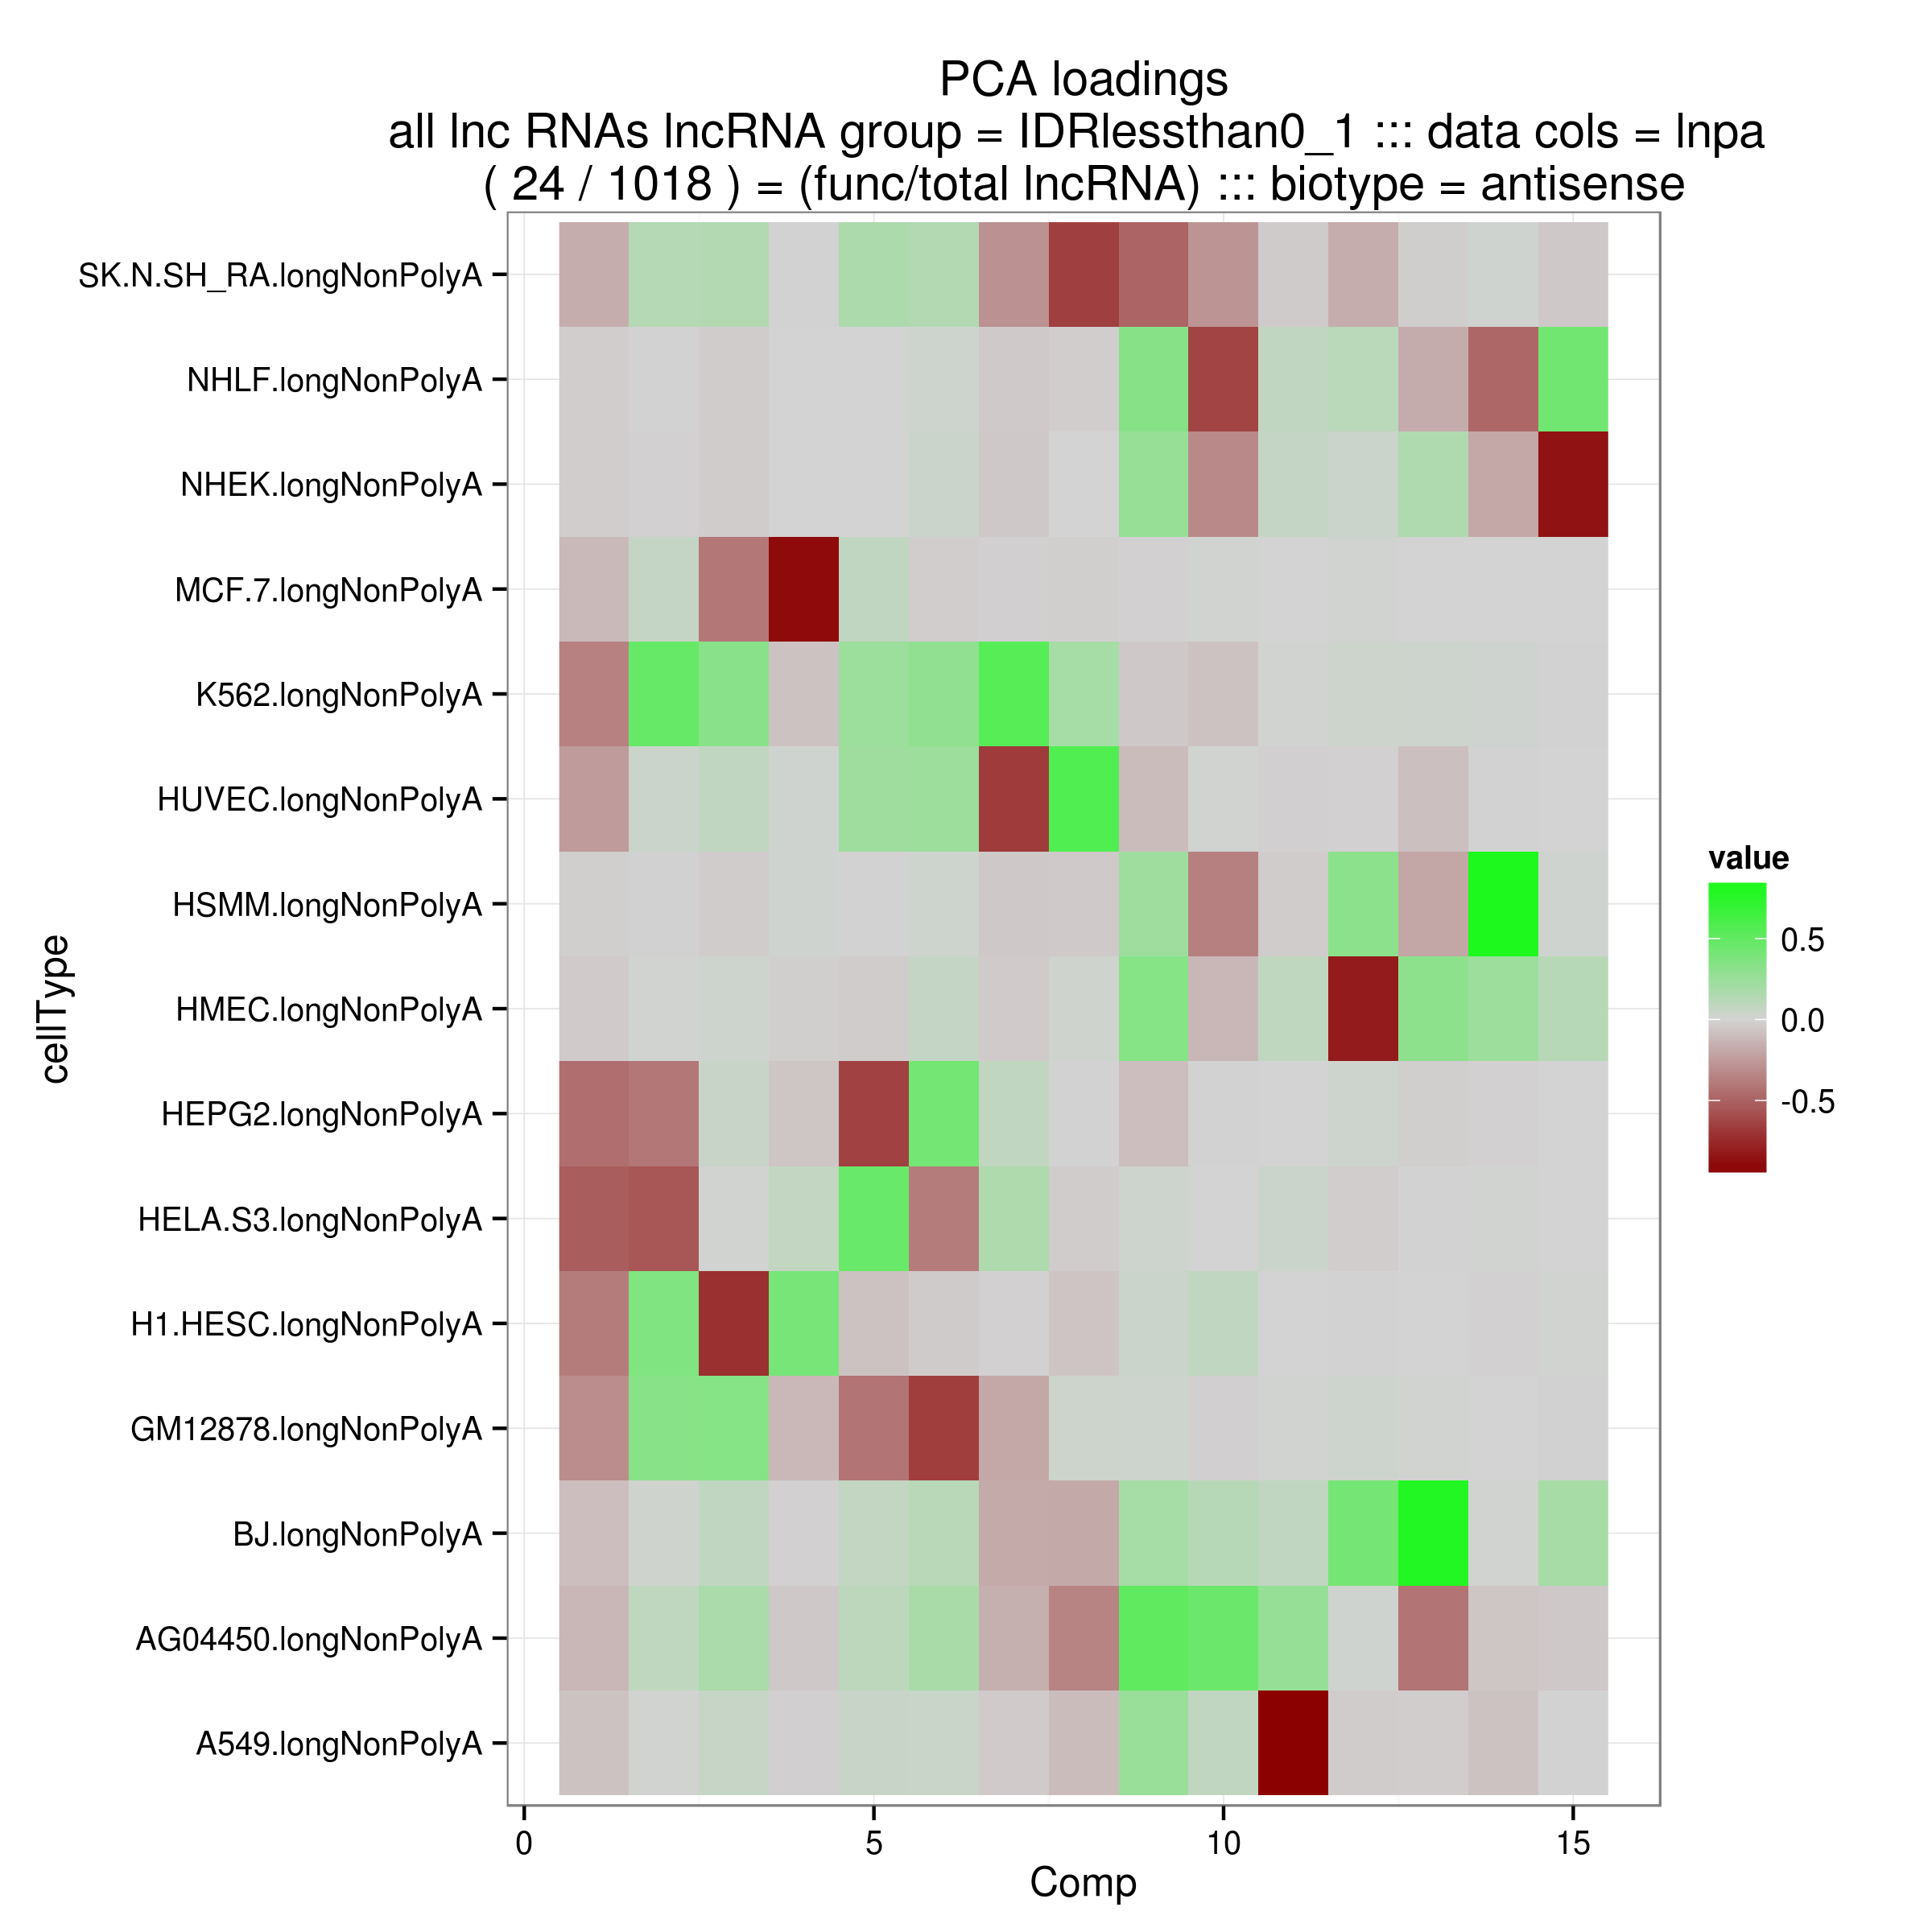 PCA loadings
all lnc RNAs lncRNA group = IDRlessthan0_1 ::: data cols = lnpa
( 24 / 1018 ) = (func/total lncRNA) ::: biotype = antisense
SK.N.SH_RA.longNonPolyA
NHLF.longNonPolyA
NHEK.longNonPolyA
MCF.7.longNonPolyA
K562.longNonPolyA
HUVEC.longNonPolyA
HSMM.longNonPolyA
HMEC.longNonPolyA
HEPG2.longNonPolyA
HELA.S3.longNonPolyA
H1.HESC.longNonPolyA
GM12878.longNonPolyA
BJ.longNonPolyA
AG04450.longNonPolyA
A549.longNonPolyA
cellType
0 5 10 15
Comp
value
0.5
0.0
-0.5